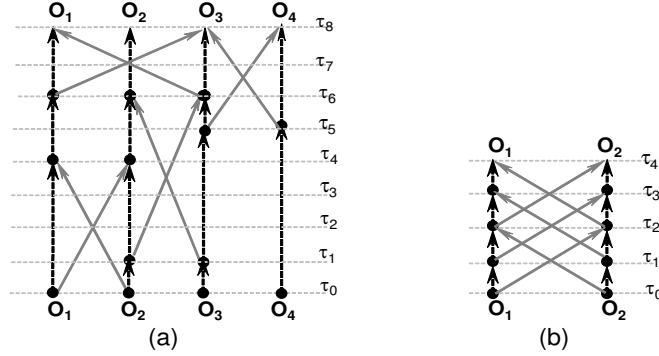 O₁ O₂ O₃ O₄
τ₈
τ₇
τ₆
τ₅
τ₄
τ₃
τ₂
τ₁
τ₀
O₁ O₂ O₃ O₄
(a)
O₁ O₂
τ₄
τ₃
τ₂
τ₁
τ₀
O₁ O₂
(b)